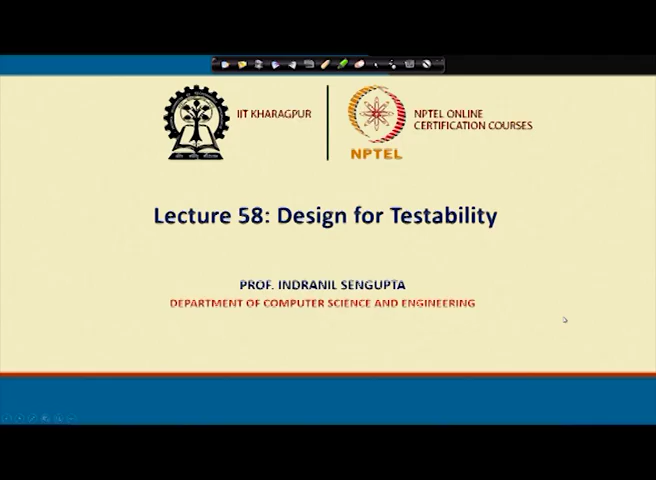 IIT KHARAGPUR
NPTEL ONLINE
CERTIFICATION COURSES
NPTEL
Lecture 58: Design for Testability
PROF. INDRANIL SENGUPTA
DEPARTMENT OF COMPUTER SCIENCE AND ENGINEERING